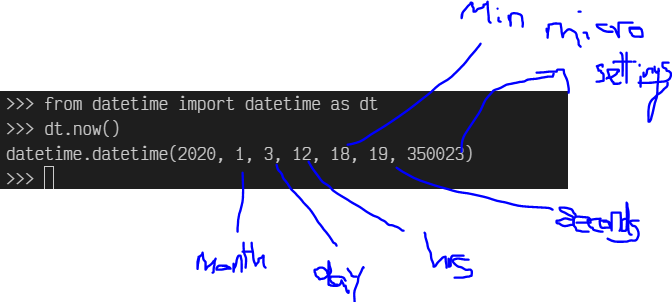 Min micro
settings
>>> from datetime import datetime as dt
>>> dt.now()
datetime.datetime(2020, 1, 3, 12, 18, 19, 350023)
>>>
seconds
month day hrs